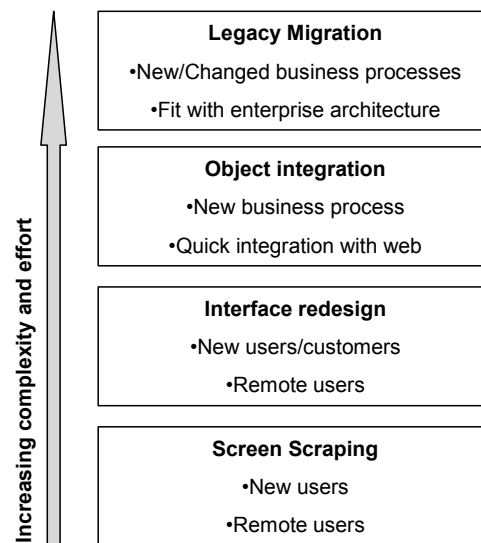 Legacy Migration
•New/Changed business processes
•Fit with enterprise architecture
Object integration
•New business process
•Quick integration with web
Interface redesign
•New users/customers
•Remote users
Screen Scraping
•New users
•Remote users
Increasing complexity and effort